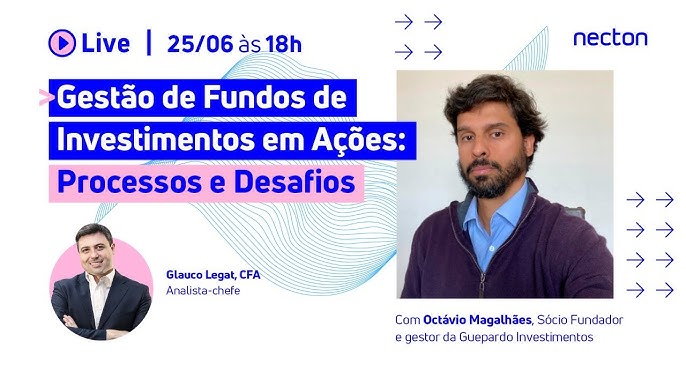 Live | 25/06 às 18h
necton
>Gestão de Fundos de
Investimentos em Ações:
Processos e Desafios
Glauco Legat, CFA
Analista-chefe
Com Octávio Magalhães, Sócio Fundador
e gestor da Guepardo Investimentos